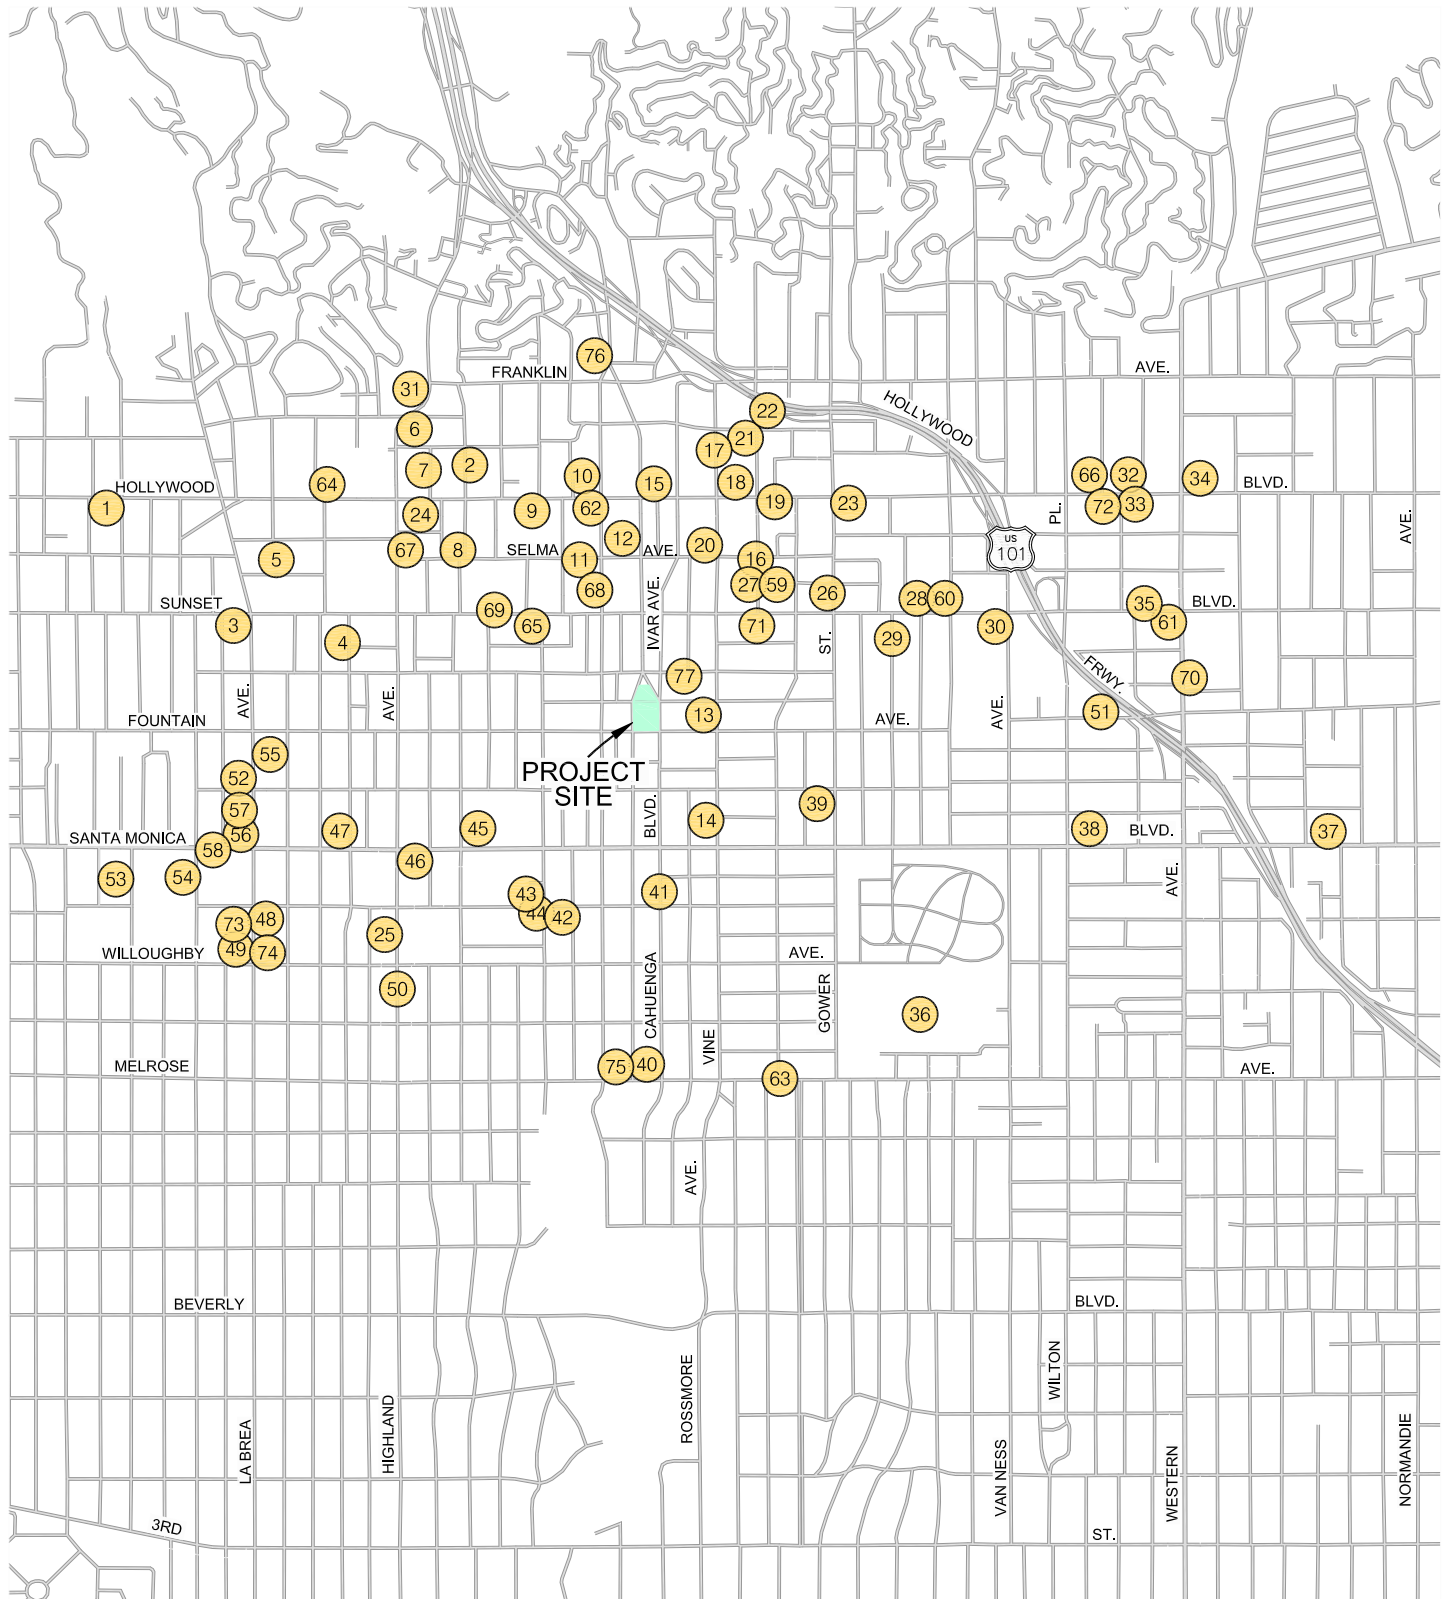 76
FRANKLIN
AVE.
31
22
HOLLYWOOD
6
21
17
2
7
10
66
32
34
64
15
18
BLVD.
HOLLYWOOD
1
62
19
23
72
33
PL.
AVE.
24
9
12
20
67
8
SELMA
AVE.
US
101
5
11
16
27
59
68
26
28
60
35
BLVD.
SUNSET
69
IVAR AVE.
61
3
65
71
30
4
29
ST.
77
FRWY.
70
AVE.
AVE.
13
AVE.
AVE.
51
FOUNTAIN
55
PROJECT
SITE
52
57
39
BLVD.
56
47
45
14
38
BLVD.
37
SANTA MONICA
58
46
53
54
41
AVE.
43
44
42
48
73
25
49
74
WILLOUGHBY
AVE.
50
CAHUENGA
GOWER
36
VINE
MELROSE
75
40
63
AVE.
AVE.
BEVERLY
BLVD.
WILTON
ROSSMORE
HIGHLAND
LA BREA
VAN NESS
WESTERN
NORMANDIE
3RD
ST.